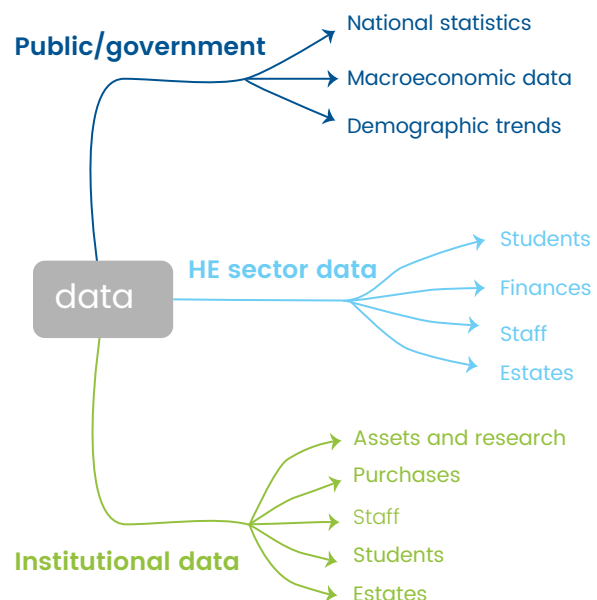 Public/government
National statistics
Macroeconomic data
Demographic trends
data
HE sector data
Students
Finances
Staff
Estates
Institutional data
Assets and research
Purchases
Staff
Students
Estates